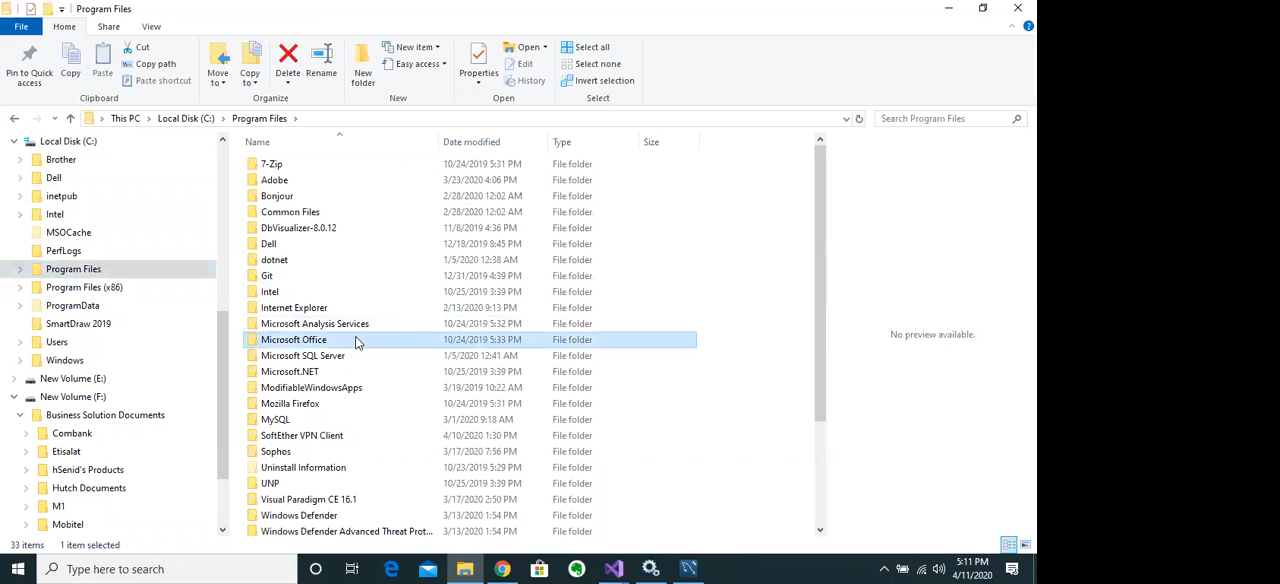 Program Files
File Home Share View
Pin to Quick access
Copy
Paste
Cut
Copy path
Paste shortcut
Clipboard
Move to
Copy to
Delete
Rename
Organize
New folder
New item
Easy access
New
Properties
Open
Edit
History
Open
Select all
Select none
Invert selection
Select
This PC > Local Disk (C:) > Program Files >
Search Program Files
Local Disk (C:)
Brother
Dell
inetpub
Intel
MSOCache
PerfLogs
Program Files
Program Files (x86)
ProgramData
SmartDraw 2019
Users
Windows
New Volume (E:)
New Volume (F:)
Business Solution Documents
Combank
Etisalat
hSenid's Products
Hutch Documents
M1
Mobitel
Name Date modified Type Size
7-Zip 10/24/2019 5:31 PM File folder
Adobe 3/23/2020 4:06 PM File folder
Bonjour 2/28/2020 12:02 AM File folder
Common Files 2/28/2020 12:02 AM File folder
DbVisualizer-8.0.12 11/8/2019 4:36 PM File folder
Dell 12/18/2019 8:45 PM File folder
dotnet 1/5/2020 12:38 AM File folder
Git 12/31/2019 4:39 PM File folder
Intel 10/25/2019 3:39 PM File folder
Internet Explorer 2/13/2020 9:13 PM File folder
Microsoft Analysis Services 10/24/2019 5:32 PM File folder
Microsoft Office 10/24/2019 5:33 PM File folder
Microsoft SQL Server 1/5/2020 12:41 AM File folder
Microsoft.NET 10/25/2019 3:39 PM File folder
ModifiableWindowsApps 3/19/2019 10:22 AM File folder
Mozilla Firefox 10/24/2019 5:31 PM File folder
MySQL 3/1/2020 9:18 AM File folder
SoftEther VPN Client 4/10/2020 1:30 PM File folder
Sophos 3/17/2020 7:56 PM File folder
Uninstall Information 10/23/2019 5:29 PM File folder
UNP 10/25/2019 3:39 PM File folder
Visual Paradigm CE 16.1 3/17/2020 2:50 PM File folder
Windows Defender 3/13/2020 1:54 PM File folder
Windows Defender Advanced Threat Prot... 3/13/2020 1:54 PM File folder
No preview available.
33 items 1 item selected
Type here to search
5:11 PM
4/11/2020